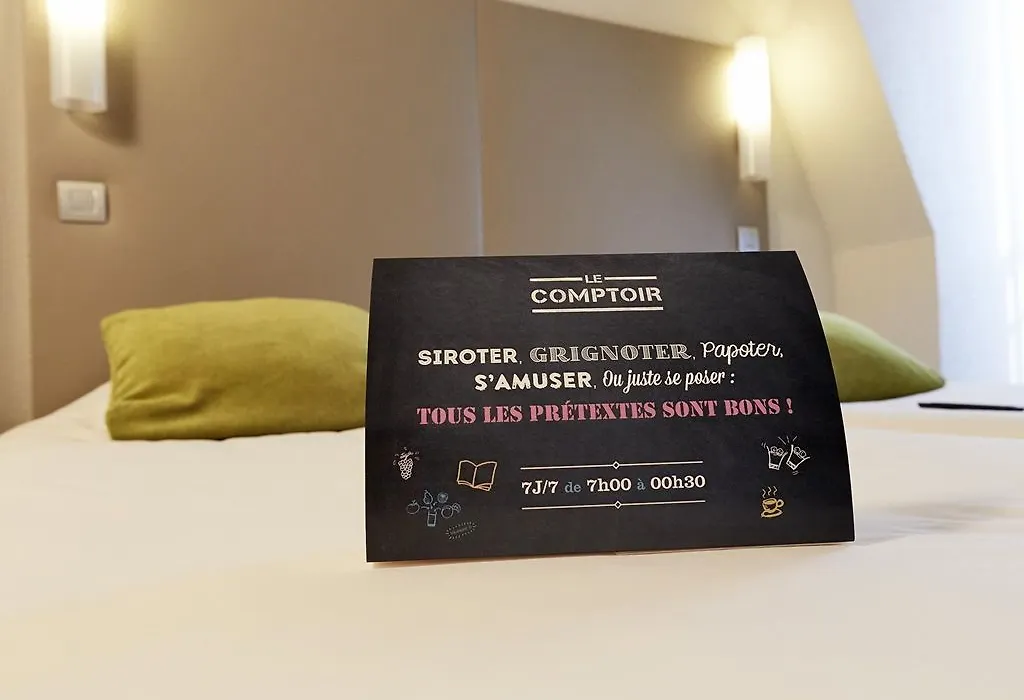 LE
COMPTOIR
SIROTER, GRIGNOTER, Papoter,
S'AMUSER, Ou juste se poser :
TOUS LES PRÉTEXTES SONT BONS !
7J/7 de 7h00 à 00h30